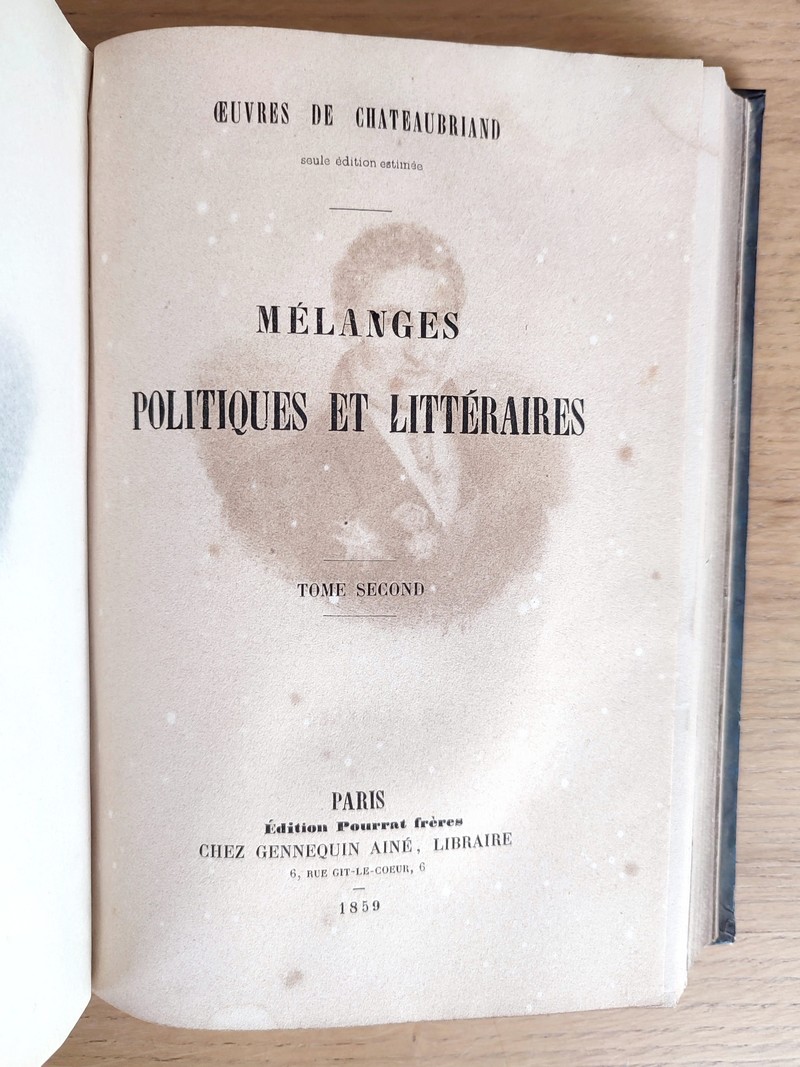 ŒUVRES DE CHATEAUBRIAND
seule édition estimée
MÉLANGES
POLITIQUES ET LITTÉRAIRES
TOME SECOND
PARIS
Édition Pourrat frères
CHEZ GENNEQUIN AINÉ, LIBRAIRE
6, RUE GIT-LE-COEUR, 6
1859